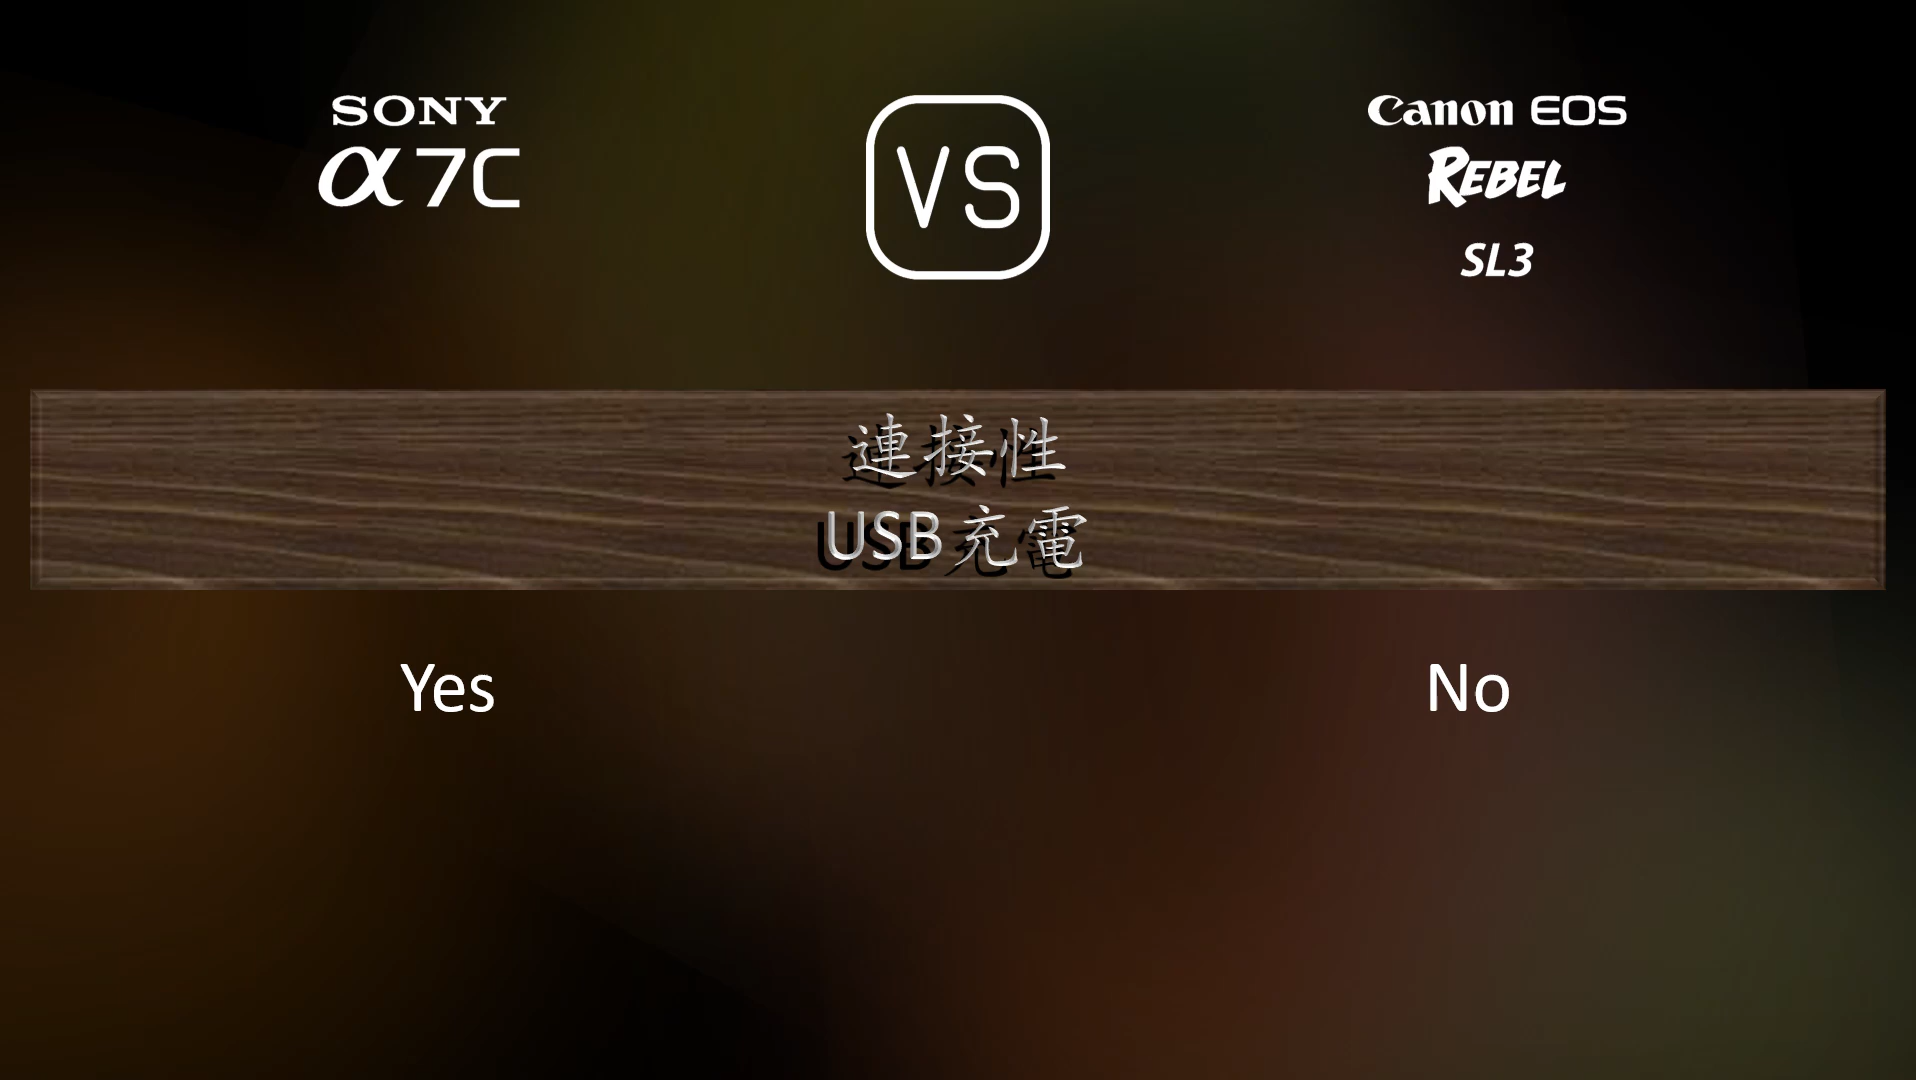 SONY
α7C
VS
Canon EOS
REBEL
SL3
連接性
USB充電
Yes
No